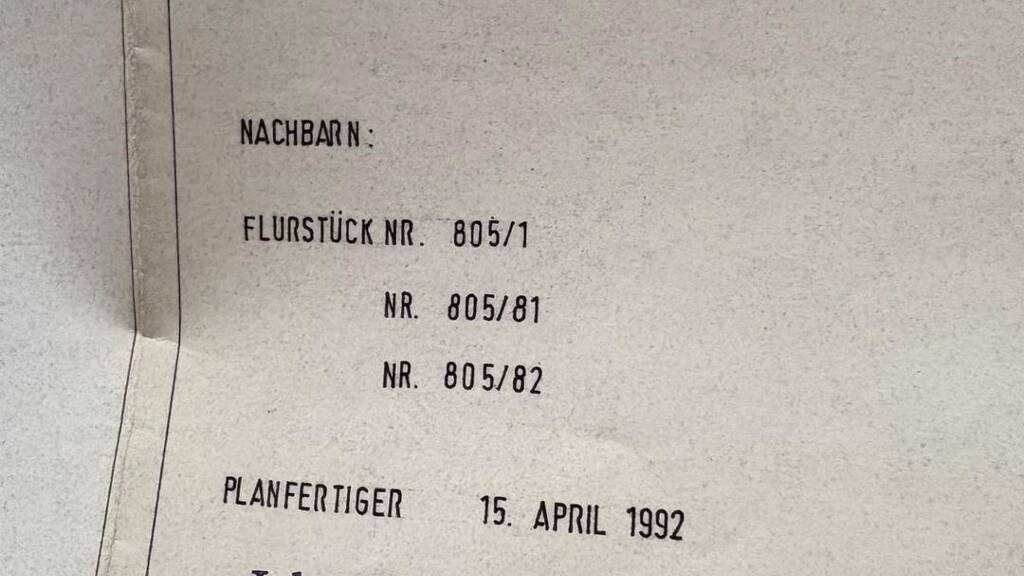 NACHBARN:
FLURSTÜCK NR. 805/1
NR. 805/81
NR. 805/82
PLANFERTIGER 15. APRIL 1992